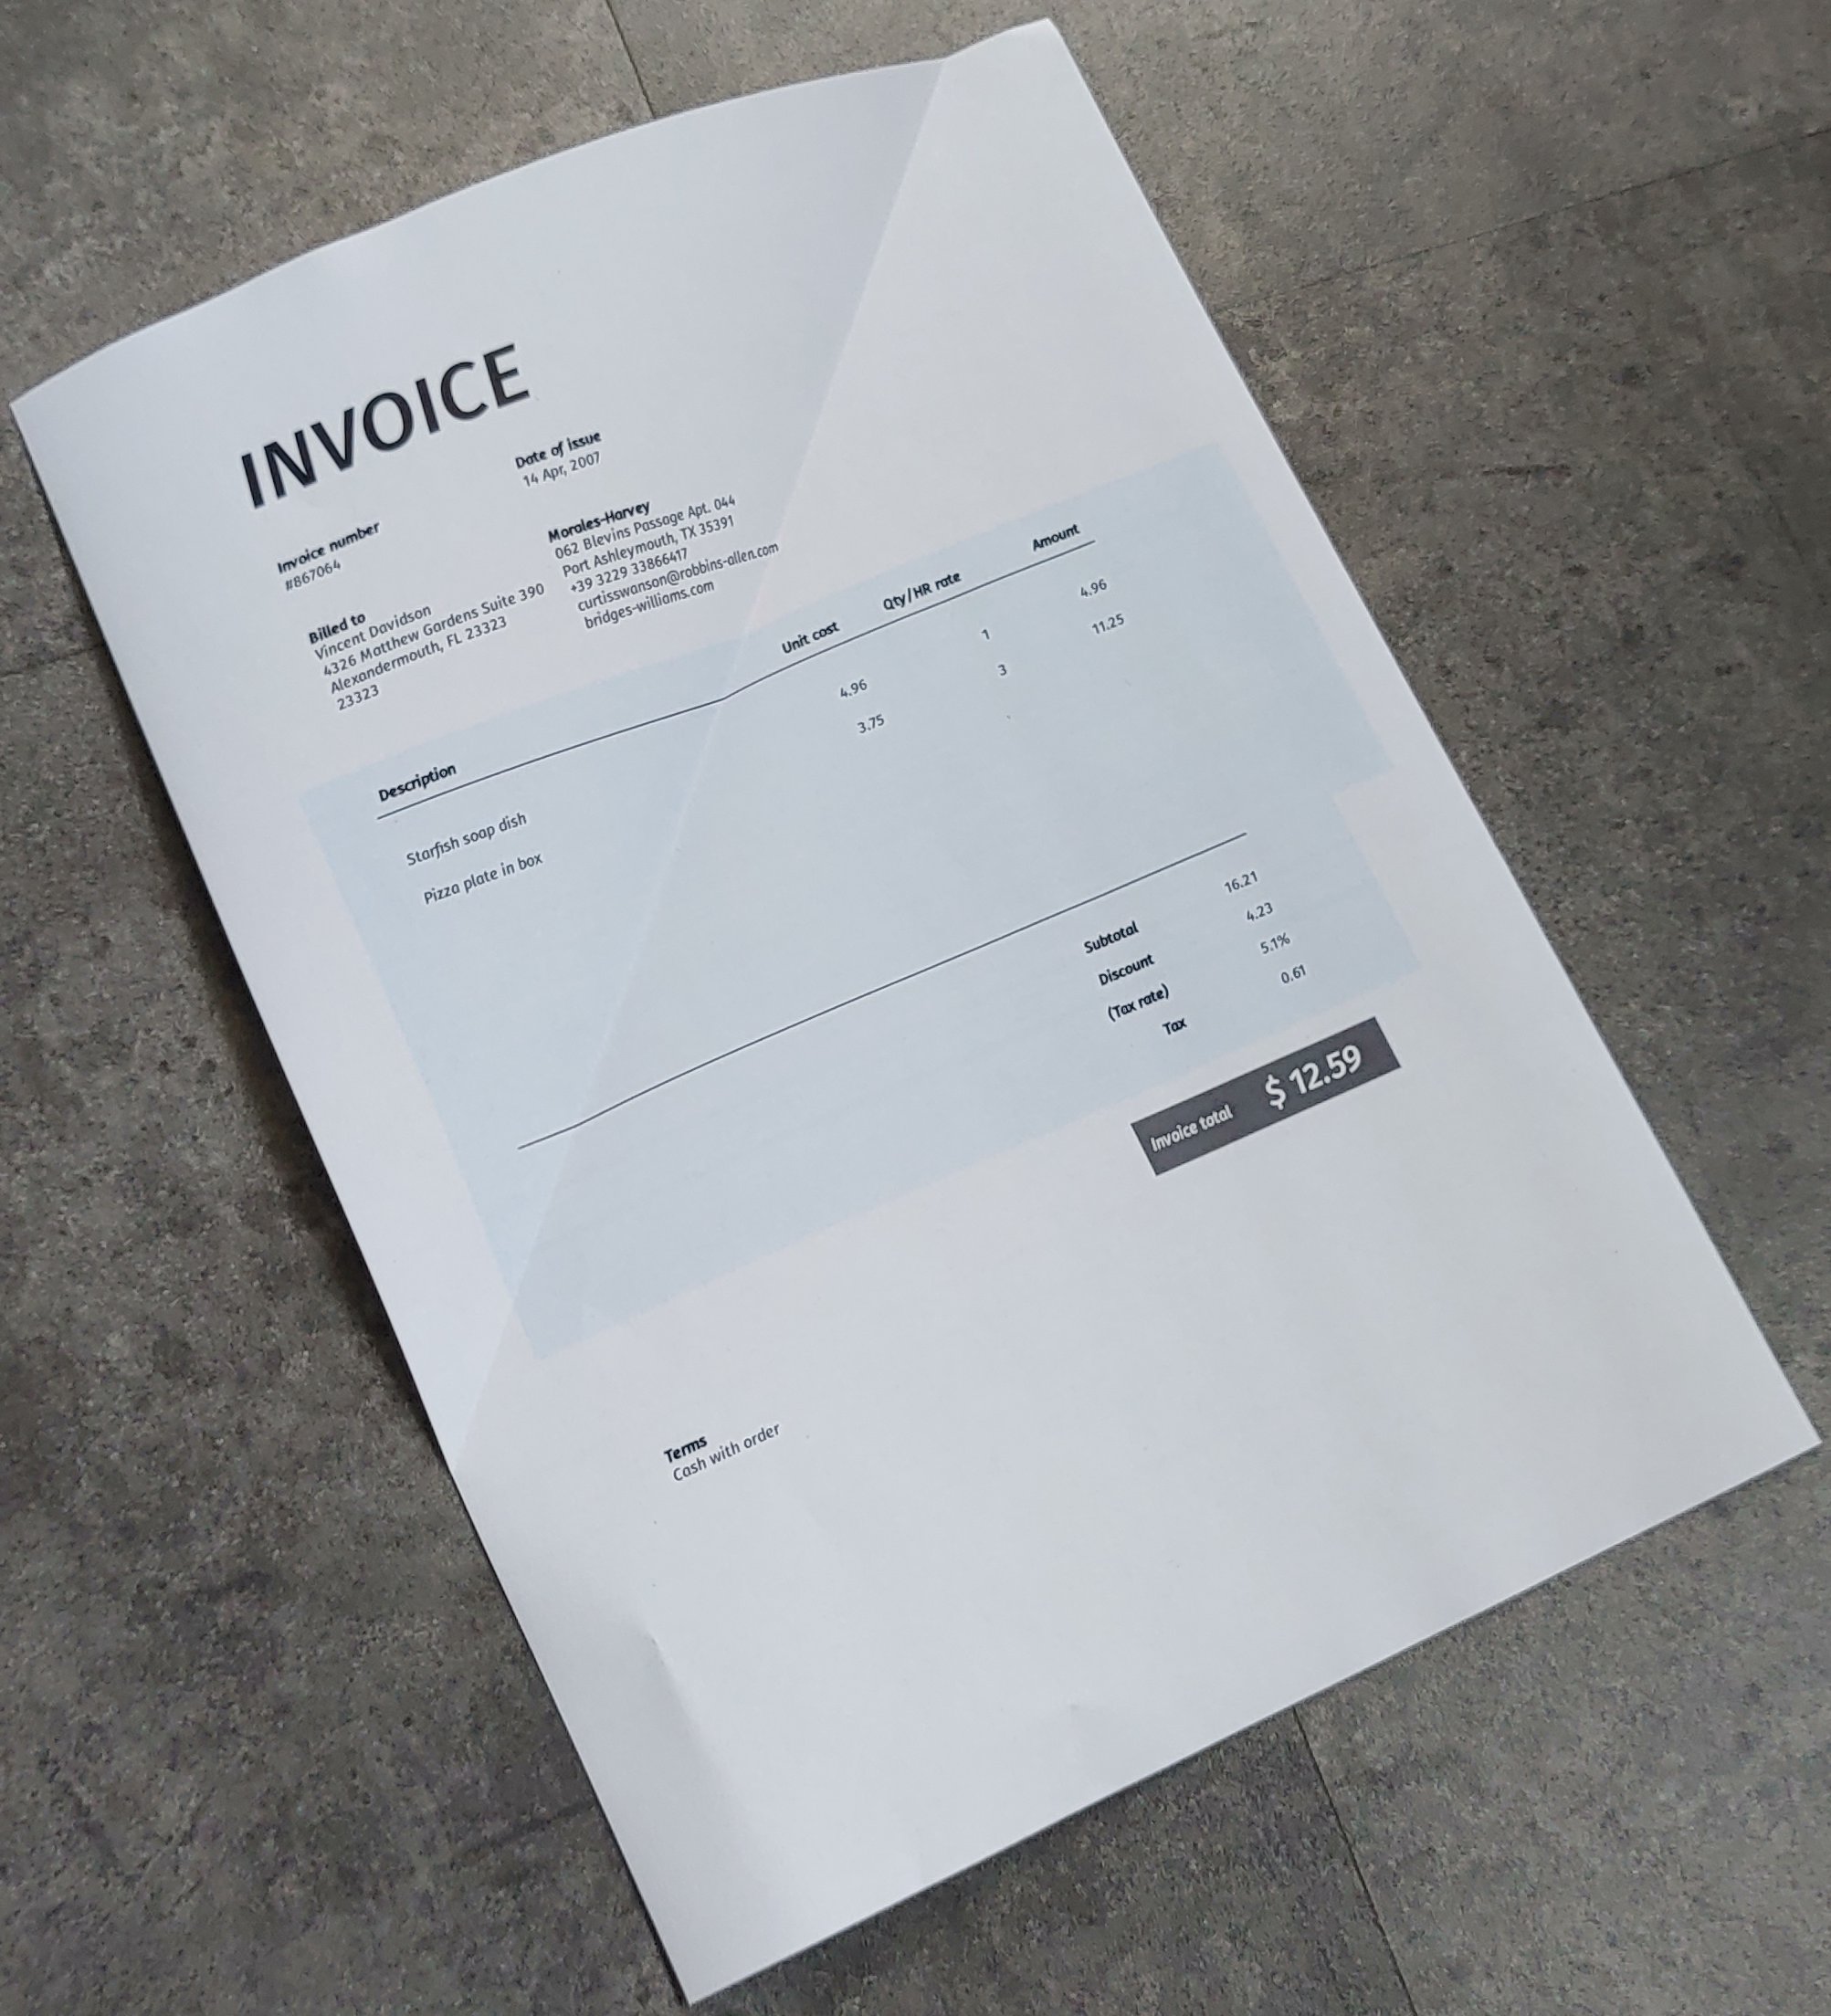 INVOICE
Invoice number
#867064
Date of issue
14 Apr, 2007
Billed to
Vincent Davidson
4326 Matthew Gardens Suite 390
Alexandermouth, FL 23323
23323
Morales-Harvey
062 Blevins Passage Apt. 044
Port Ashleymouth, TX 35391
+39 3229 33866417
curtisswanson@robbins-allen.com
bridges-williams.com
Description Unit cost Qty/HR rate Amount
Starfish soap dish 4.96 1 4.96
Pizza plate in box 3.75 3 11.25
Subtotal 16.21
Discount 4.23
(Tax rate) 5.1%
Tax 0.61
Invoice total $ 12.59
Terms
Cash with order